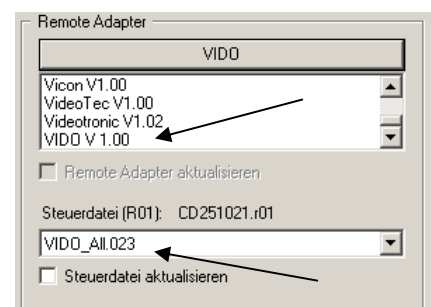 Remote Adapter
VIDO
Vicon V1.00
VideoTec V1.00
Videotronic V1.02
VIDO V 1.00
Remote Adapter aktualisieren
Steuerdatei (R01): CD251021.r01
VIDO_All.023
Steuerdatei aktualisieren